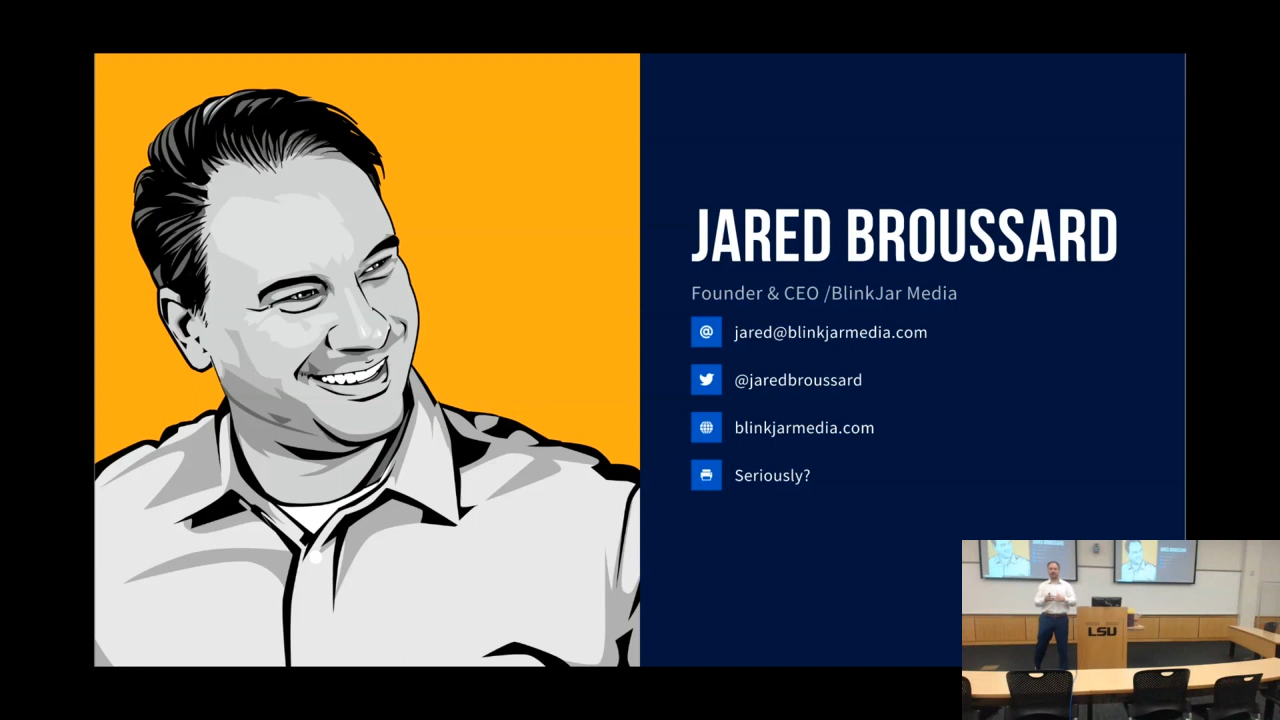 JARED BROUSSARD
Founder & CEO /BlinkJar Media
jared@blinkjarmedia.com
@jaredbroussard
blinkjarmedia.com
Seriously?
LSU